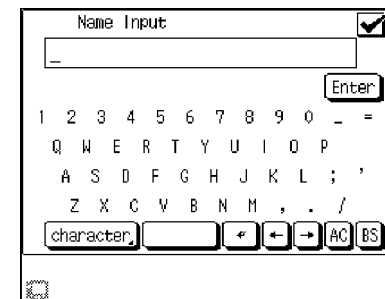 Name Input
_
Enter
1 2 3 4 5 6 7 8 9 0 _ =
Q W E R T Y U I O P
A S D F G H J K L ; '
Z X C V B N M , . /
character ↵ ← → AC BS